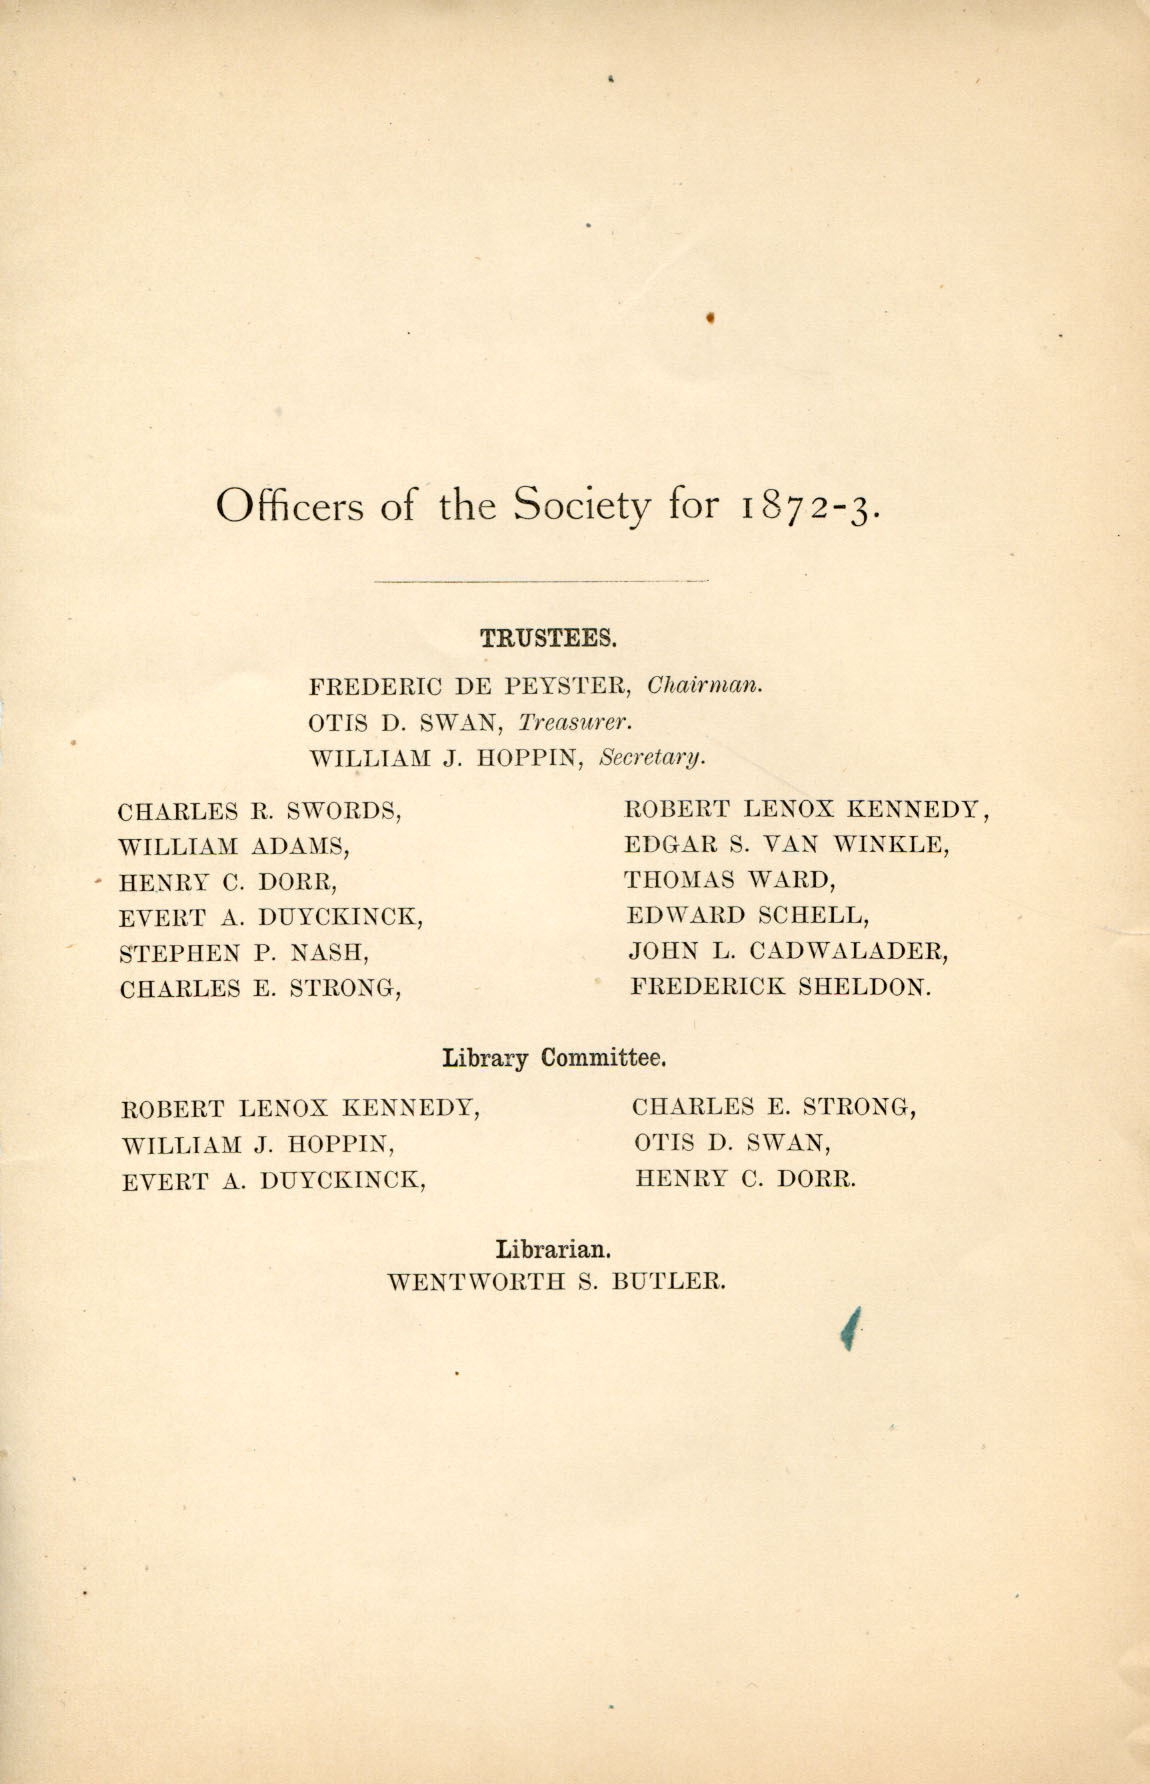 Officers of the Society for 1872-3.
TRUSTEES.
FREDERIC DE PEYSTER, Chairman.
OTIS D. SWAN, Treasurer.
WILLIAM J. HOPPIN, Secretary.
CHARLES R. SWORDS,
WILLIAM ADAMS,
HENRY C. DORR,
EVERT A. DUYCKINCK,
STEPHEN P. NASH,
CHARLES E. STRONG,
ROBERT LENOX KENNEDY,
EDGAR S. VAN WINKLE,
THOMAS WARD,
EDWARD SCHELL,
JOHN L. CADWALADER,
FREDERICK SHELDON.
Library Committee.
ROBERT LENOX KENNEDY,
WILLIAM J. HOPPIN,
EVERT A. DUYCKINCK,
CHARLES E. STRONG,
OTIS D. SWAN,
HENRY C. DORR.
Librarian.
WENTWORTH S. BUTLER.